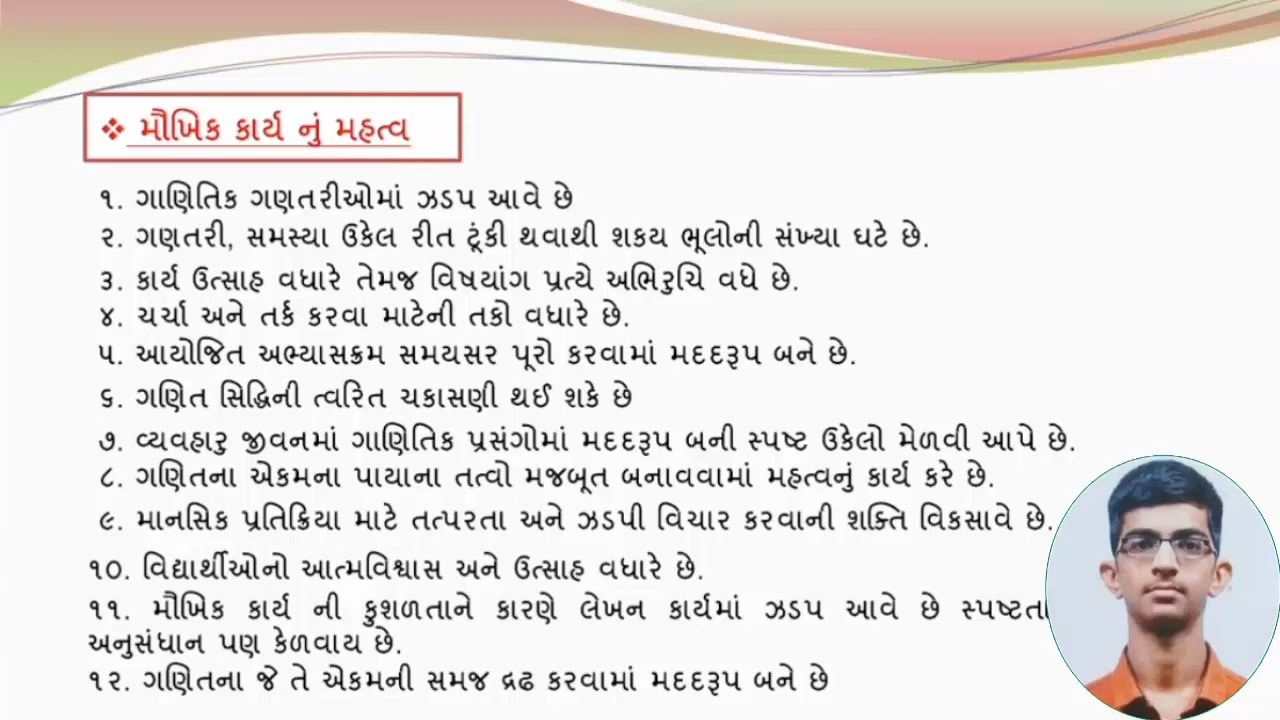 ❖ મૌખિક કાર્ય નું મહત્વ
૧. ગાણિતિક ગણતરીઓમાં ઝડપ આવે છે
૨. ગણતરી, સમસ્યા ઉકેલ રીત ટૂંકી થવાથી શકય ભૂલોની સંખ્યા ઘટે છે.
૩. કાર્ય ઉત્સાહ વધારે તેમજ વિષયાંગ પ્રત્યે અભિરુચિ વધે છે.
૪. ચર્ચા અને તર્ક કરવા માટેની તકો વધારે છે.
૫. આયોજિત અભ્યાસક્રમ સમયસર પૂરો કરવામાં મદદરૂપ બને છે.
૬. ગણિત સિદ્ધિની ત્વરિત ચકાસણી થઈ શકે છે
૭. વ્યવહારુ જીવનમાં ગાણિતિક પ્રસંગોમાં મદદરૂપ બની સ્પષ્ટ ઉકેલો મેળવી આપે છે.
૮. ગણિતના એકમના પાયાના તત્વો મજબૂત બનાવવામાં મહત્વનું કાર્ય કરે છે.
૯. માનસિક પ્રતિક્રિયા માટે તત્પરતા અને ઝડપી વિચાર કરવાની શક્તિ વિકસાવે છે.
૧૦. વિદ્યાર્થીઓનો આત્મવિશ્વાસ અને ઉત્સાહ વધારે છે.
૧૧. મૌખિક કાર્ય ની કુશળતાને કારણે લેખન કાર્યમાં ઝડપ આવે છે સ્પષ્ટતા
અનુસંધાન પણ કેળવાય છે.
૧૨. ગણિતના જે તે એકમની સમજ દ્રઢ કરવામાં મદદરૂપ બને છે